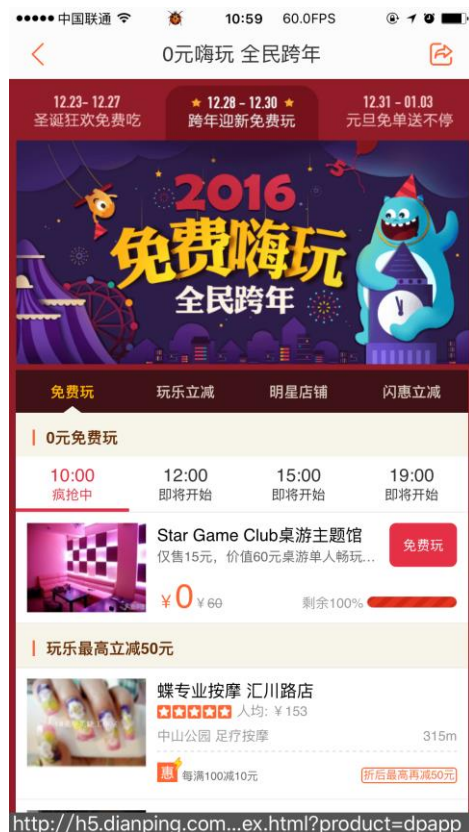 中国联通 10:59 60.0FPS
0元嗨玩 全民跨年
12.23-12.27
圣诞狂欢免费吃
12.28-12.30
跨年迎新免费玩
12.31-01.03
元旦免单送不停
2016
免费嗨玩
全民跨年
免费玩 玩乐立减 明星店铺 闪惠立减
0元免费玩
10:00 12:00 15:00 19:00
疯抢中 即将开始 即将开始 即将开始
Star Game Club桌游主题馆
免费玩
仅售15元，价值60元桌游单人畅玩...
¥0 ¥60 剩余100%
玩乐最高立减50元
蝶专业按摩 汇川路店
人均: ¥153
中山公园 足疗按摩 315m
惠 每满100减10元 折后最高再减50元
http://h5.dianping.com...ex.html?product=dpapp